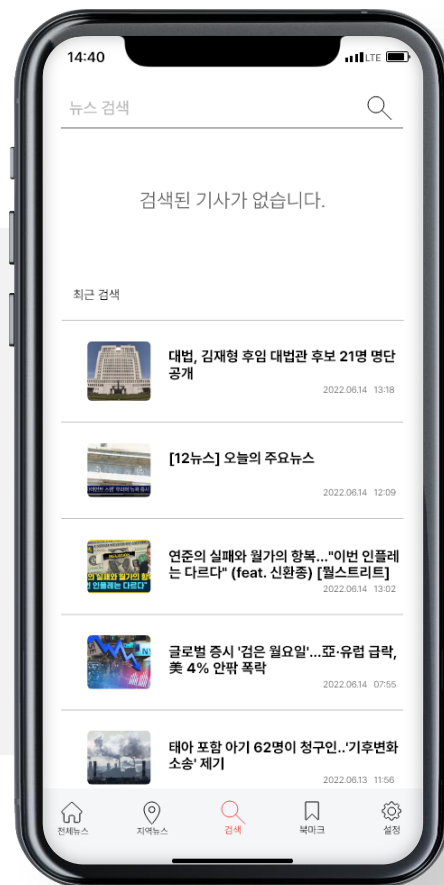 14:40
LTE
뉴스 검색
검색된 기사가 없습니다.
최근 검색
대법, 김재형 후임 대법관 후보 21명 명단
공개
2022.06.14 13:18
[12뉴스] 오늘의 주요뉴스
2022.06.14 12:09
연준의 실패와 월가의 항복..."이번 인플레
는 다르다" (feat. 신환종) [월스트리트]
2022.06.14 13:02
글로벌 증시 '검은 월요일'...亞·유럽 급락,
美 4% 안팎 폭락
2022.06.14 07:55
태아 포함 아기 62명이 청구인..'기후변화
소송' 제기
2022.06.13 11:56
전체뉴스
지역뉴스
검색
북마크
설정